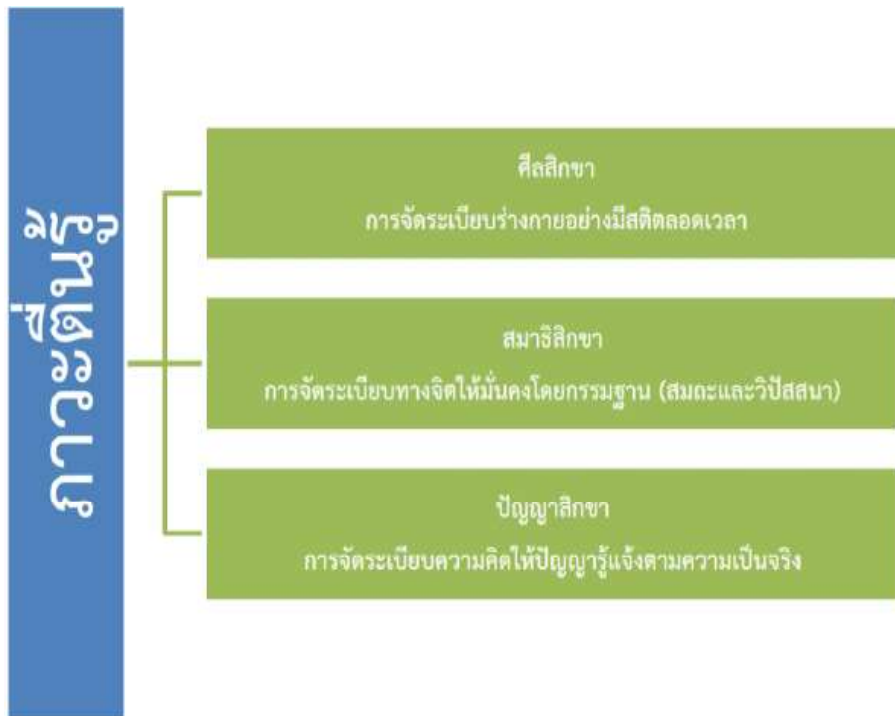 ภาวะตื่นรู้
ศีลสิกขา
การจัดระเบียบร่างกายอย่างมีสติตลอดเวลา
สมาธิสิกขา
การจัดระเบียบทางจิตให้มั่นคงโดยกรรมฐาน (สมถะและวิปัสสนา)
ปัญญาสิกขา
การจัดระเบียบความคิดให้ปัญญารู้แจ้งตามความเป็นจริง